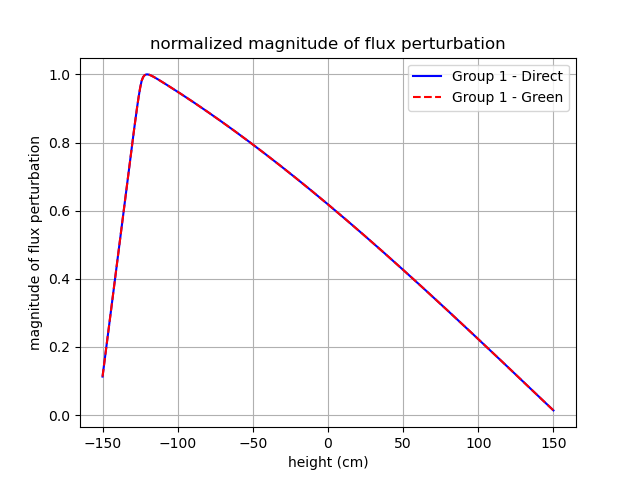 normalized magnitude of flux perturbation
Group 1 - Direct
Group 1 - Green
magnitude of flux perturbation
1.0
0.8
0.6
0.4
0.2
0.0
−150
−100
−50
0
50
100
150
height (cm)